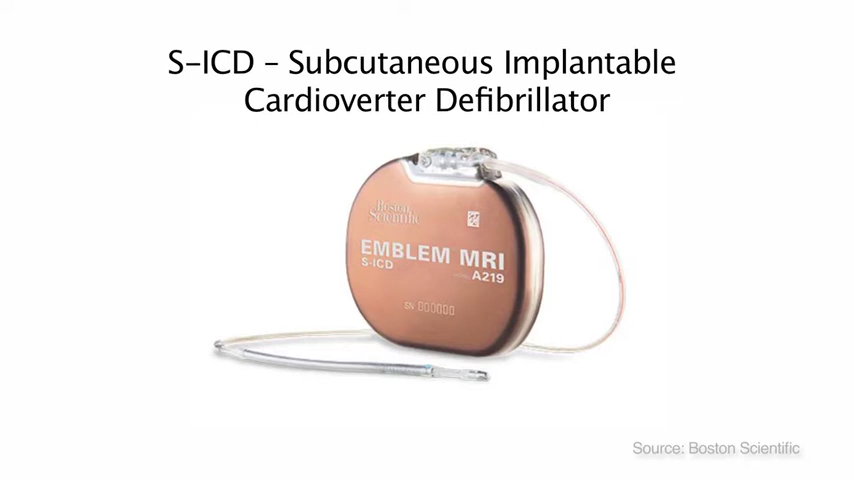 S-ICD – Subcutaneous Implantable
Cardioverter Defibrillator
Boston
Scientific
EMBLEM MRI
S-ICD
A219
SN 000000
Source: Boston Scientific